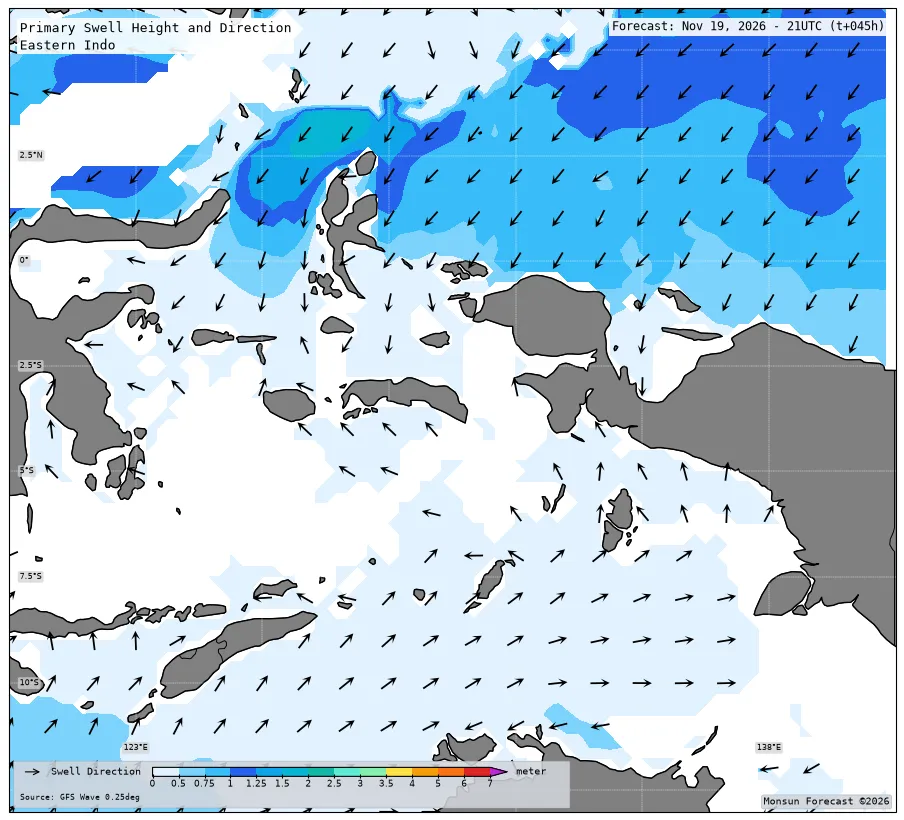 Primary Swell Height and Direction
Eastern Indo
Forecast: Nov 19, 2026 - 21UTC (t+045h)
2.5°N
0°
2.5°S
5°S
7.5°S
10°S
123°E
138°E
Swell Direction
0 0.5 0.75 1 1.25 1.5 2 2.5 3 3.5 4 5 6 7
meter
Source: GFS Wave 0.25deg
Monsun Forecast ©2026